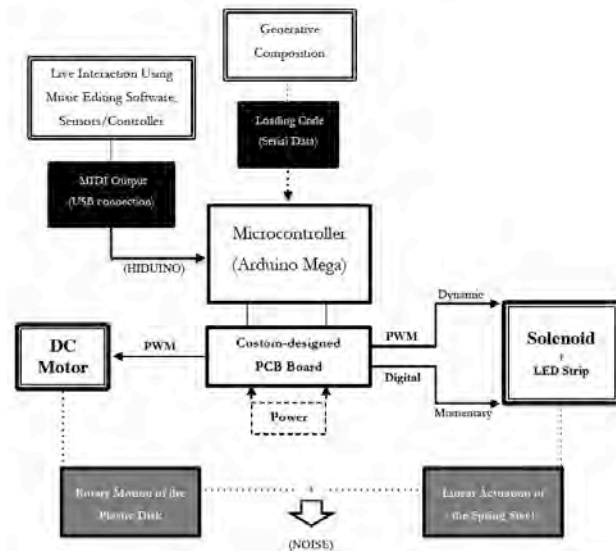 Generative
Composition
Live Interaction Using
Music Editing Software,
Sensors/Controller
Loading Code
(Serial Data)
MIDI Output
(USB connection)
Microcontroller
(Arduino Mega)
(HIDUINO)
Dynamic
DC
Motor
PWM
Custom-designed
PCB Board
PWM
Digital
Solenoid
+
LED Strip
Momentary
Power
Rotary Motion of the
Plastic Disk
+
Linear Actuation of
the Spring Steel
(NOISE)